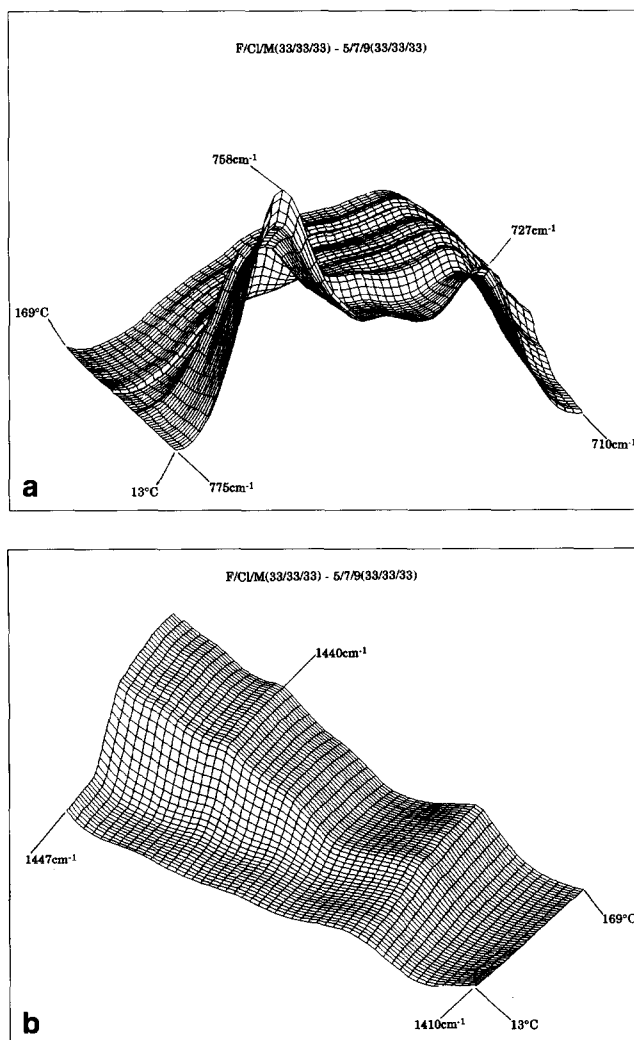 F/Cl/M(33/33/33) - 5/7/9(33/33/33)
758cm-1
727cm-1
169°C
710cm-1
13°C
775cm-1
a
F/Cl/M(33/33/33) - 5/7/9(33/33/33)
1440cm-1
1447cm-1
169°C
1410cm-1
13°C
b